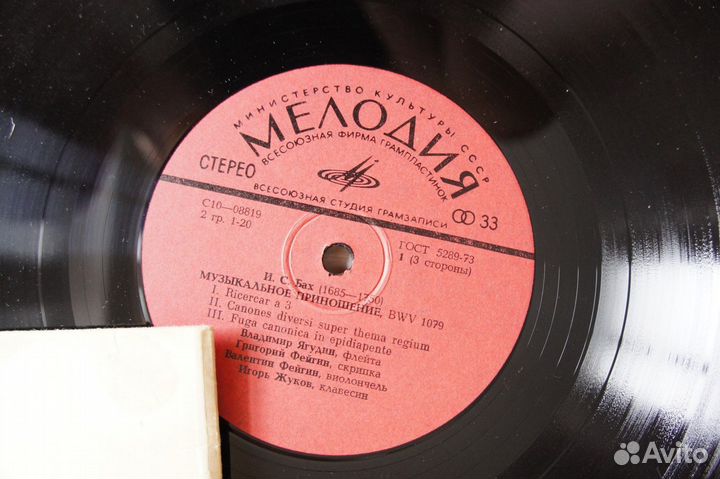 МИНИСТЕРСТВО КУЛЬТУРЫ СССР
МЕЛОДИЯ
ВСЕСОЮЗНАЯ ФИРМА ГРАМПЛАСТИНОК
СТЕРЕО
33
ВСЕСОЮЗНАЯ СТУДИЯ ГРАМЗАПИСИ
С10—08819
2 гр. 1-20
ГОСТ 5289-73
1 (3 стороны)
И. С. Бах (1685—1750)
МУЗЫКАЛЬНОЕ ПРИНОШЕНИЕ, BWV 1079
I. Ricercar a 3
II. Canones diversi super thema regium
III. Fuga canonica in epidiapente
Владимир Ягудин, флейта
Григорий Фейгин, скрипка
Валентин Фейгин, виолончель
Игорь Жуков, клавесин
Avito